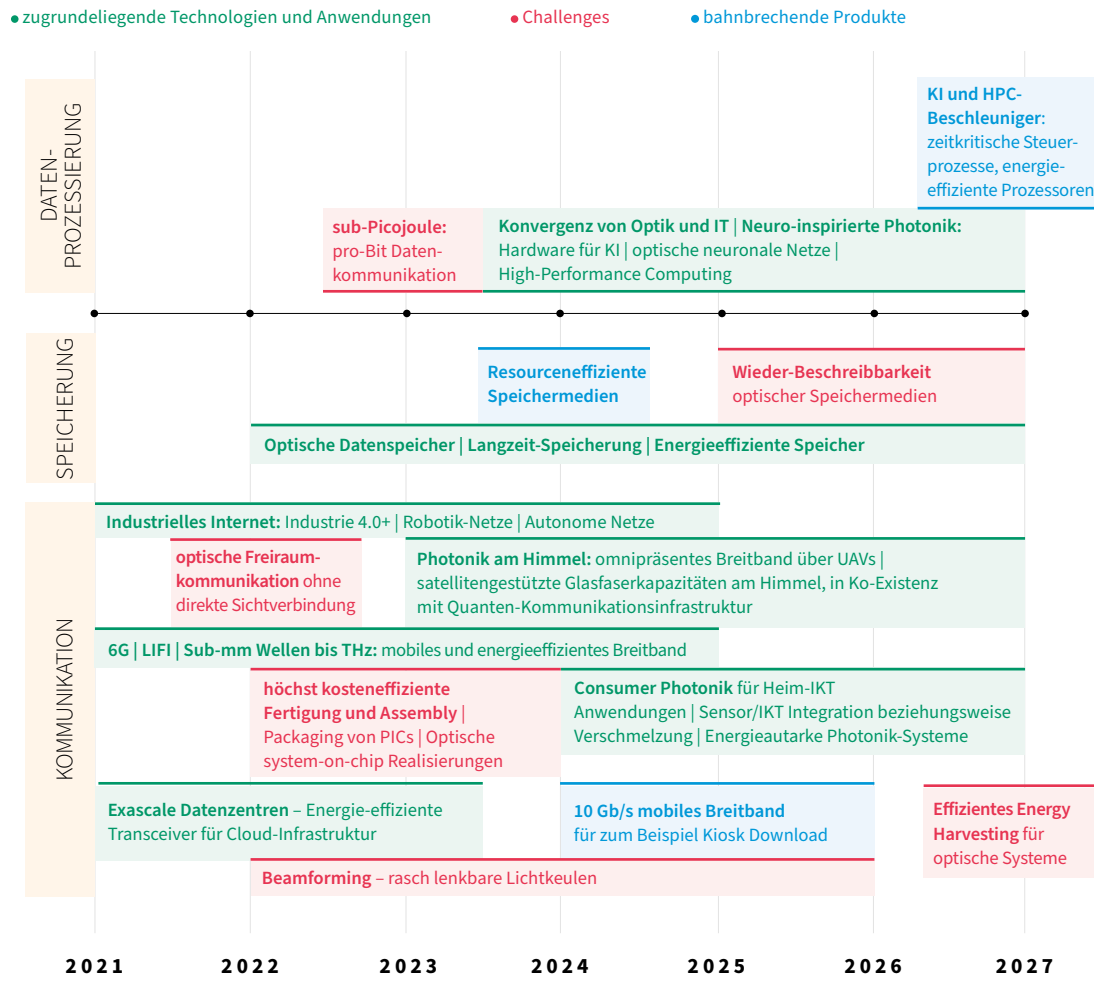 • zugrundeliegende Technologien und Anwendungen
• Challenges
• bahnbrechende Produkte
DATEN-
PROZESSIERUNG
KI und HPC-
Beschleuniger:
zeitkritische Steuer-
prozesse, energie-
effiziente Prozessoren
sub-Picojoule:
pro-Bit Daten-
kommunikation
Konvergenz von Optik und IT | Neuro-inspirierte Photonik:
Hardware für KI | optische neuronale Netze |
High-Performance Computing
SPEICHERUNG
Resourceneffiziente
Speichermedien
Wieder-Beschreibbarkeit
optischer Speichermedien
Optische Datenspeicher | Langzeit-Speicherung | Energieeffiziente Speicher
KOMMUNIKATION
Industrielles Internet: Industrie 4.0+ | Robotik-Netze | Autonome Netze
optische Freiraum-
kommunikation ohne
direkte Sichtverbindung
Photonik am Himmel: omnipräsentes Breitband über UAVs |
satellitengestützte Glasfaserkapazitäten am Himmel, in Ko-Existenz
mit Quanten-Kommunikationsinfrastruktur
6G | LIFI | Sub-mm Wellen bis THz: mobiles und energieeffizientes Breitband
höchst kosteneffiziente
Fertigung und Assembly |
Packaging von PICs | Optische
system-on-chip Realisierungen
Consumer Photonik für Heim-IKT
Anwendungen | Sensor/IKT Integration beziehungsweise
Verschmelzung | Energieautarke Photonik-Systeme
Exascale Datenzentren – Energie-effiziente
Transceiver für Cloud-Infrastruktur
10 Gb/s mobiles Breitband
für zum Beispiel Kiosk Download
Effizientes Energy
Harvesting für
optische Systeme
Beamforming – rasch lenkbare Lichtkeulen
2021 2022 2023 2024 2025 2026 2027